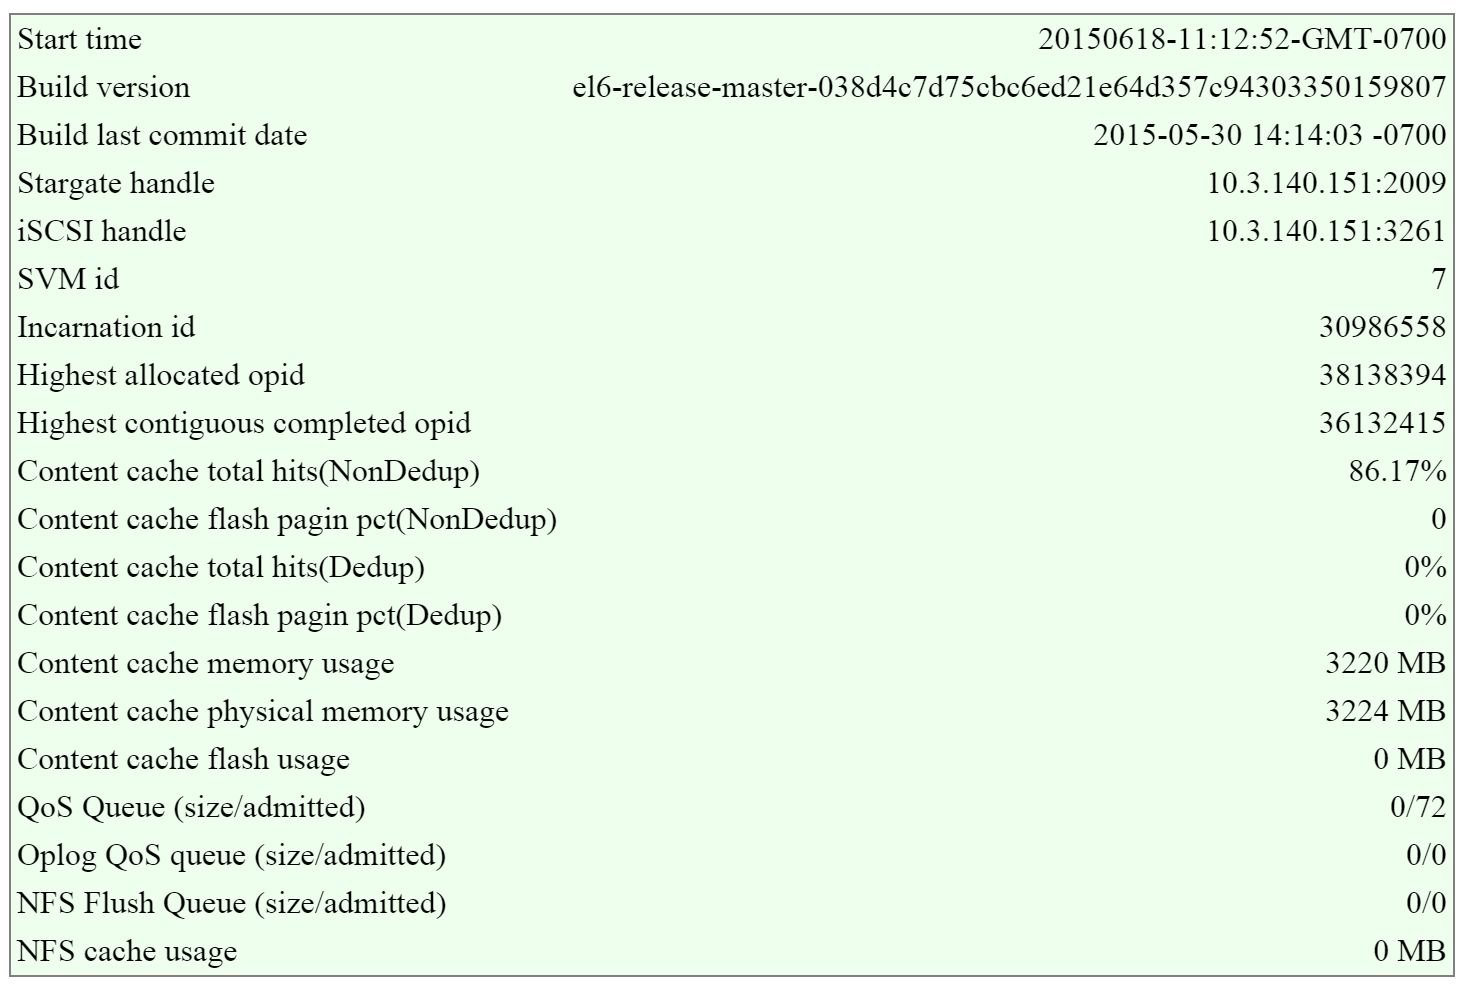 Start time 20150618-11:12:52-GMT-0700
Build version el6-release-master-038d4c7d75cbc6ed21e64d357c94303350159807
Build last commit date 2015-05-30 14:14:03 -0700
Stargate handle 10.3.140.151:2009
iSCSI handle 10.3.140.151:3261
SVM id 7
Incarnation id 30986558
Highest allocated opid 38138394
Highest contiguous completed opid 36132415
Content cache total hits(NonDedup) 86.17%
Content cache flash pagin pct(NonDedup) 0
Content cache total hits(Dedup) 0%
Content cache flash pagin pct(Dedup) 0%
Content cache memory usage 3220 MB
Content cache physical memory usage 3224 MB
Content cache flash usage 0 MB
QoS Queue (size/admitted) 0/72
Oplog QoS queue (size/admitted) 0/0
NFS Flush Queue (size/admitted) 0/0
NFS cache usage 0 MB